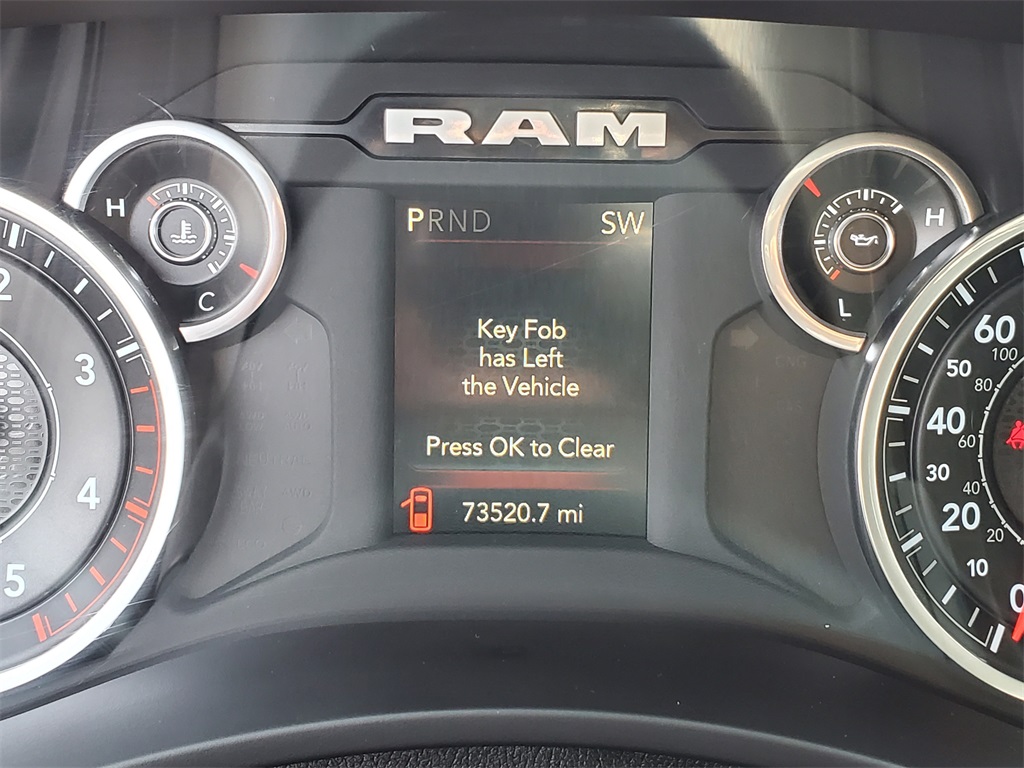 RAM
PRND SW
H
C
H
L
Key Fob
has Left
the Vehicle
Press OK to Clear
73520.7 mi
2
3
4
5
60
100
50
80
40
60
30
40
20
20
10
0